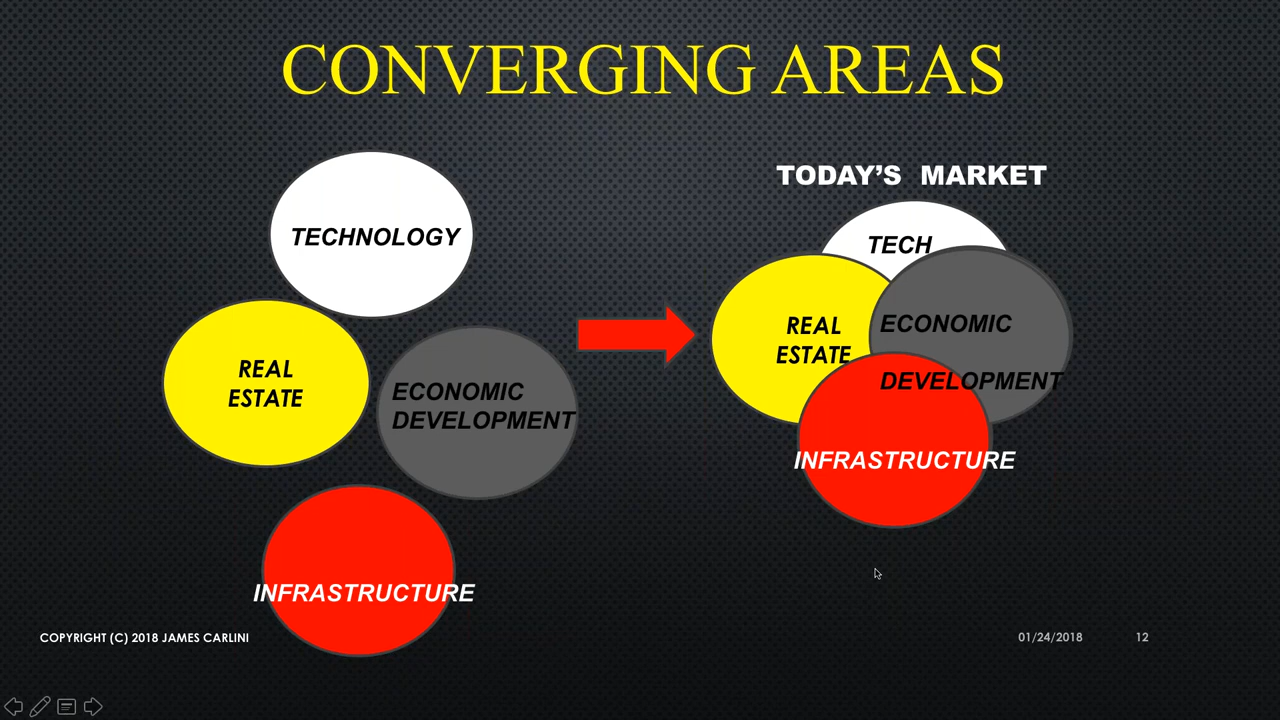 CONVERGING AREAS
TECHNOLOGY
REAL
ESTATE
ECONOMIC
DEVELOPMENT
INFRASTRUCTURE
TODAY'S MARKET
TECH
REAL
ESTATE
ECONOMIC
DEVELOPMENT
INFRASTRUCTURE
COPYRIGHT (C) 2018 JAMES CARLINI
01/24/2018
12